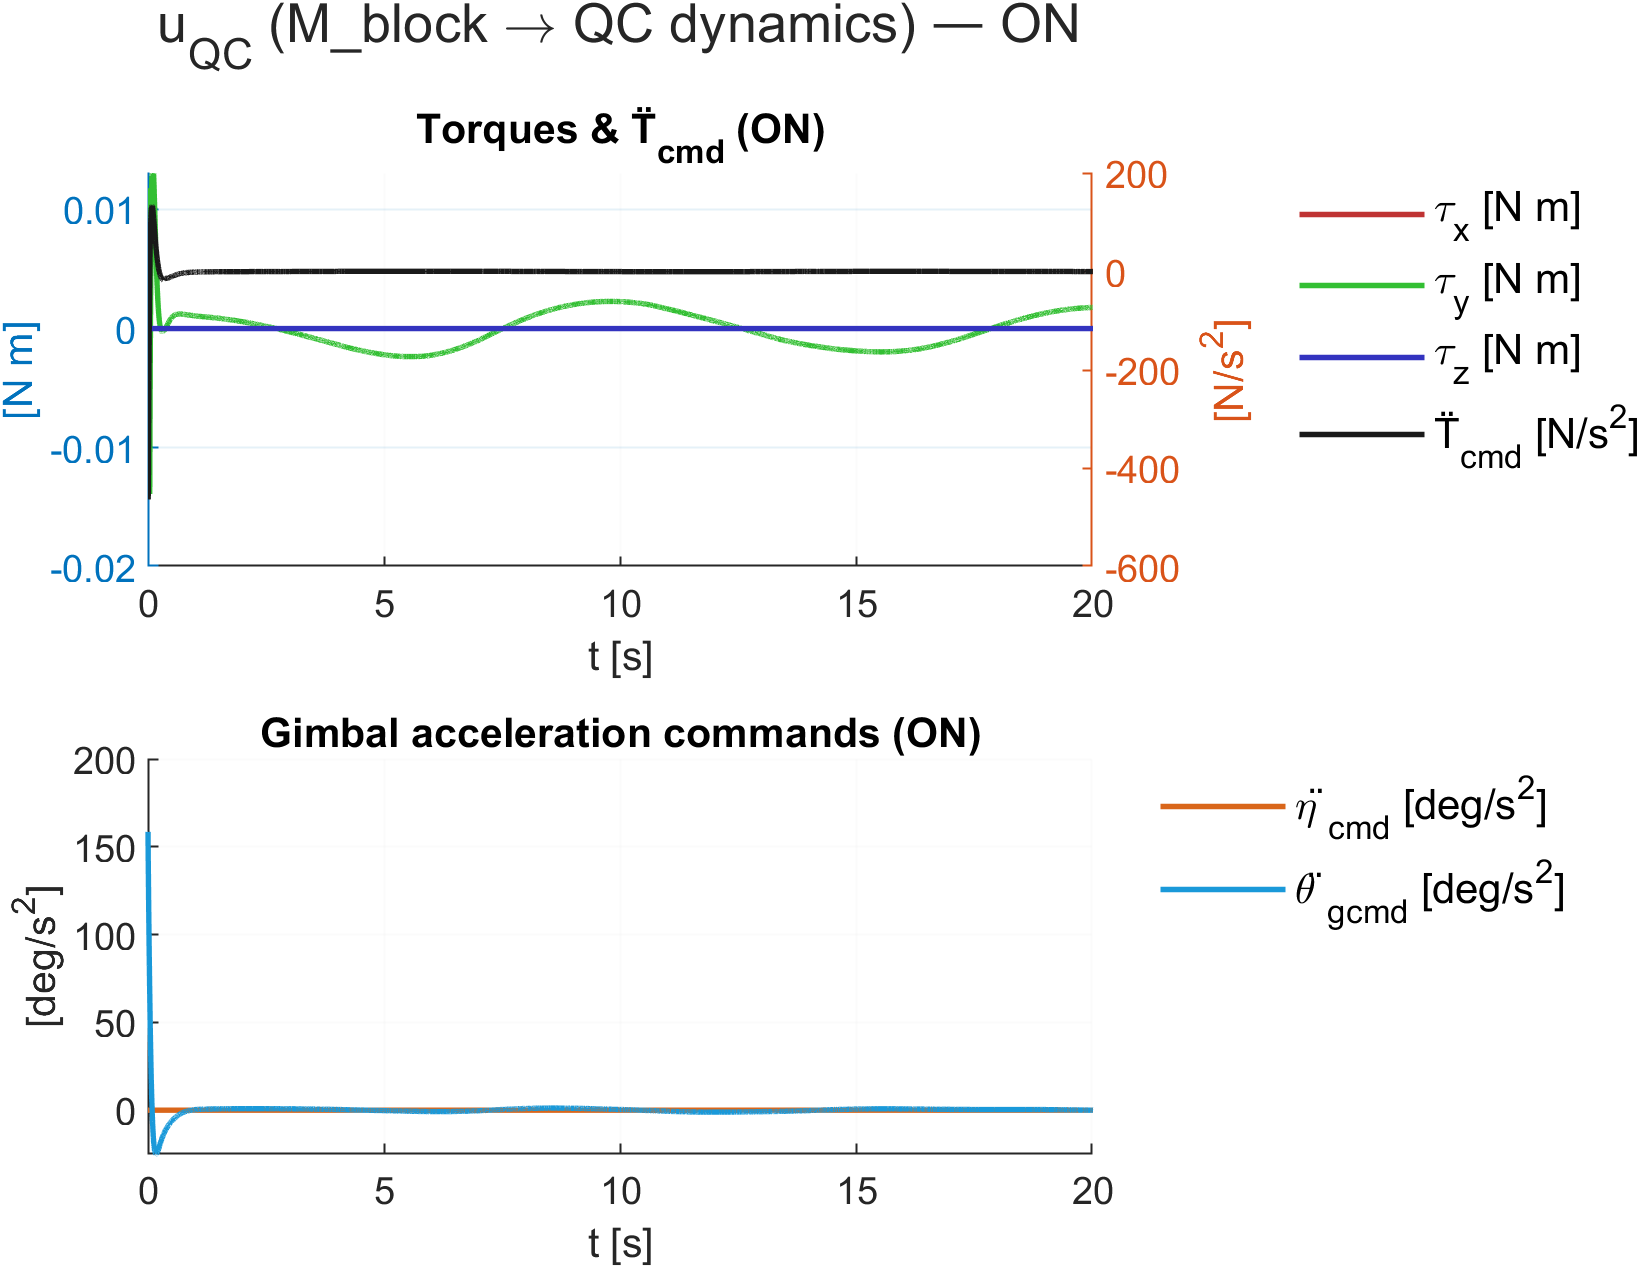 u_QC (M_block → QC dynamics) — ON
Torques & T̈_cmd (ON)
0.01
0
-0.01
-0.02
[N m]
200
0
-200
-400
-600
[N/s²]
0 5 10 15 20
t [s]
τ_x [N m]
τ_y [N m]
τ_z [N m]
T̈_cmd [N/s²]
Gimbal acceleration commands (ON)
200
150
100
50
0
[deg/s²]
0 5 10 15 20
t [s]
η̈_cmd [deg/s²]
θ̈_gcmd [deg/s²]